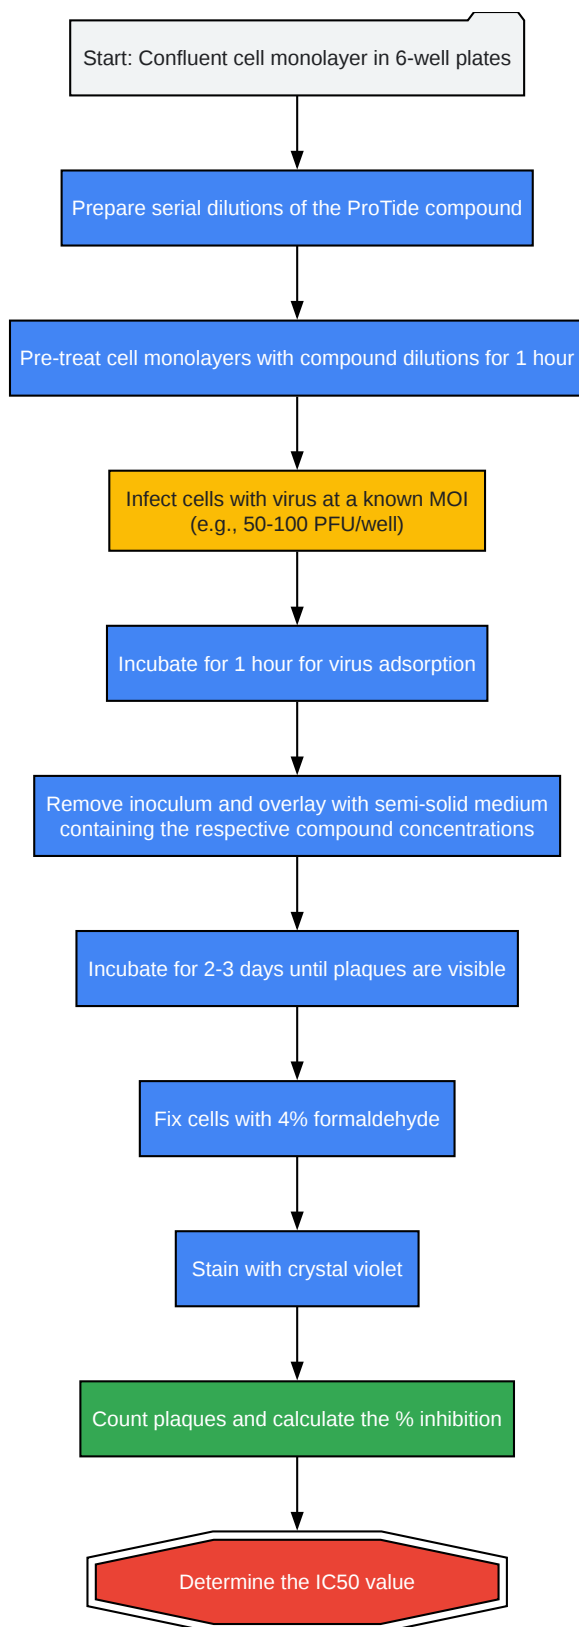 Start: Confluent cell monolayer in 6-well plates
Prepare serial dilutions of the ProTide compound
Pre-treat cell monolayers with compound dilutions for 1 hour
Infect cells with virus at a known MOI
(e.g., 50-100 PFU/well)
Incubate for 1 hour for virus adsorption
Remove inoculum and overlay with semi-solid medium
containing the respective compound concentrations
Incubate for 2-3 days until plaques are visible
Fix cells with 4% formaldehyde
Stain with crystal violet
Count plaques and calculate the % inhibition
Determine the IC50 value